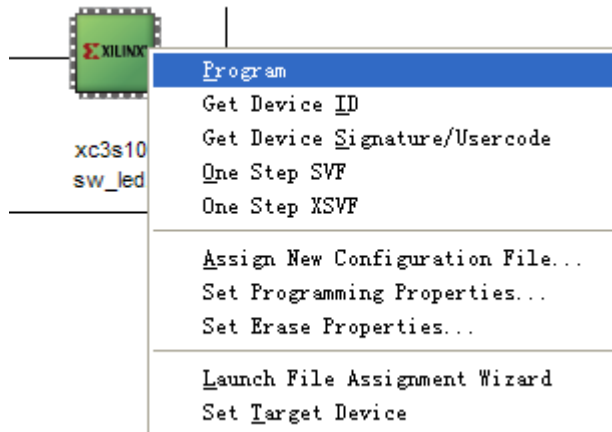 XILINX
xc3s10
sw_led
Program
Get Device ID
Get Device Signature/Usercode
One Step SVF
One Step XSVF
Assign New Configuration File...
Set Programming Properties...
Set Erase Properties...
Launch File Assignment Wizard
Set Target Device